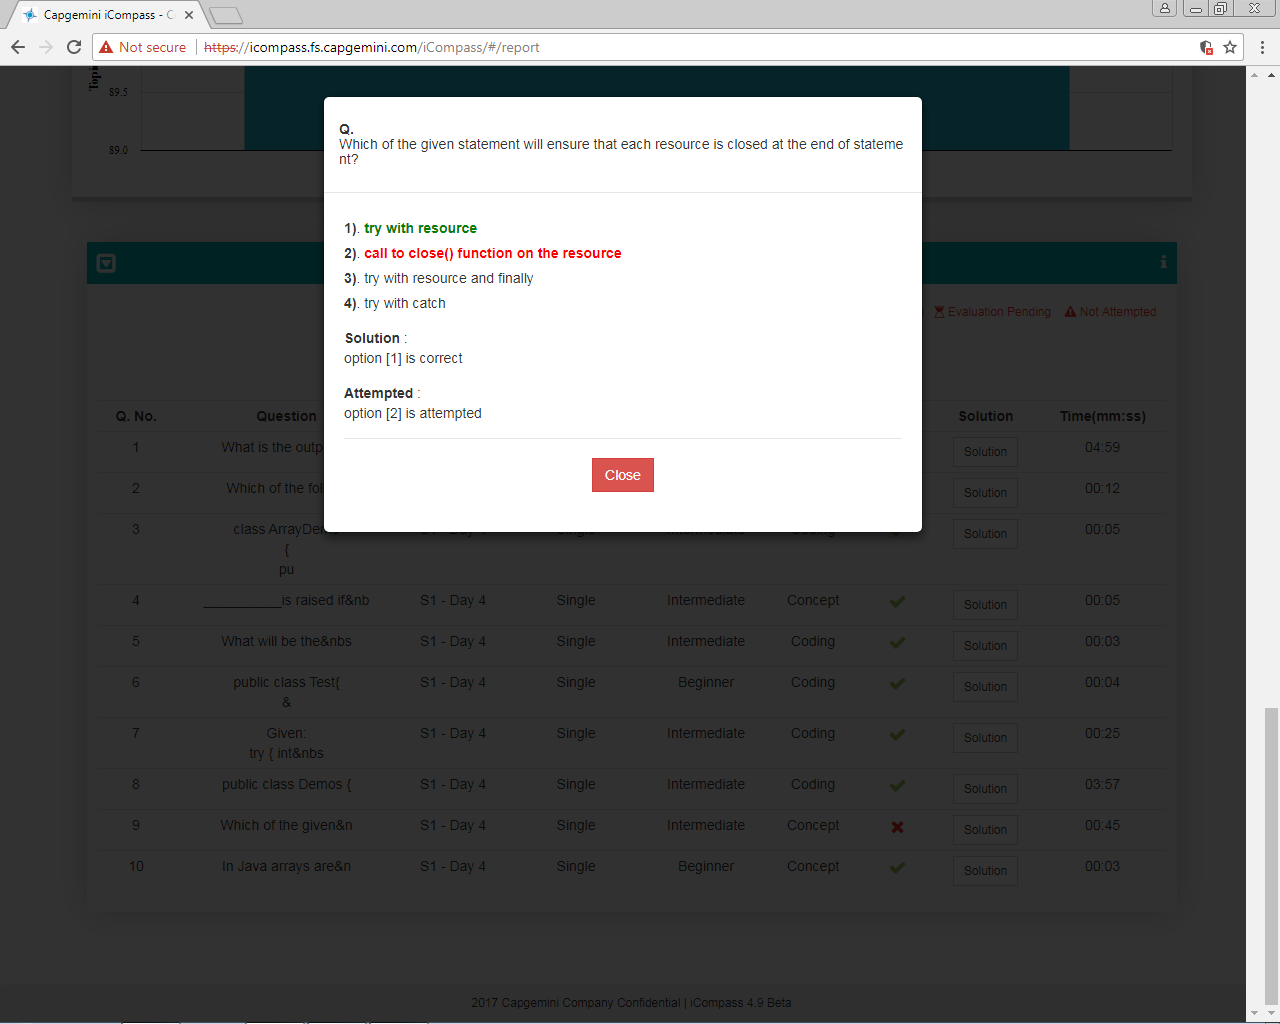 Capgemini iCompass - C
Not secure
https://icompass.fs.capgemini.com/iCompass/#/report
Topi
89.5
89.0
Q.
Which of the given statement will ensure that each resource is closed at the end of stateme
nt?
1). try with resource
2). call to close() function on the resource
3). try with resource and finally
4). try with catch
Solution :
option [1] is correct
Attempted :
option [2] is attempted
Close
Evaluation Pending Not Attempted
Q. No. Question Solution Time(mm:ss)
1 What is the outp Solution 04:59
2 Which of the fol Solution 00:12
3 class ArrayDemo S1 - Day 4 Single Intermediate Coding Solution 00:05
{
pu
4 __________is raised if&nb S1 - Day 4 Single Intermediate Concept Solution 00:05
5 What will be the&nbs S1 - Day 4 Single Intermediate Coding Solution 00:03
6 public class Test{ S1 - Day 4 Single Beginner Coding Solution 00:04
&
7 Given: S1 - Day 4 Single Intermediate Coding Solution 00:25
try { int&nbs
8 public class Demos { S1 - Day 4 Single Intermediate Coding Solution 03:57
9 Which of the given&n S1 - Day 4 Single Intermediate Concept Solution 00:45
10 In Java arrays are&n S1 - Day 4 Single Beginner Concept Solution 00:03
2017 Capgemini Company Confidential | iCompass 4.9 Beta